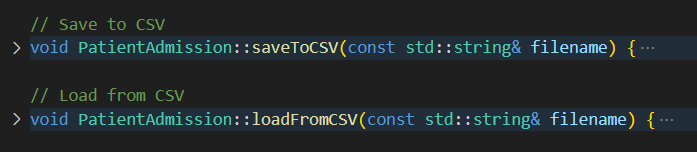 // Save to CSV
void PatientAdmission::saveToCSV(const std::string& filename) {···
// Load from CSV
void PatientAdmission::loadFromCSV(const std::string& filename) {···